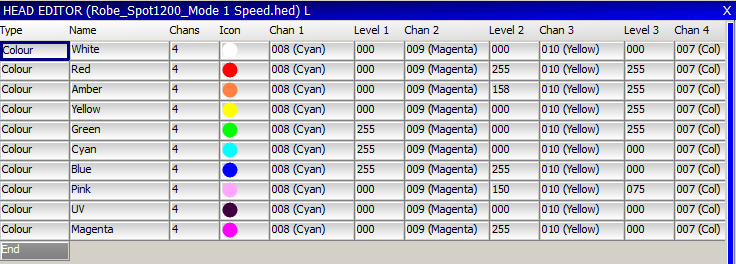 HEAD EDITOR (Robe_Spot1200_Mode 1 Speed.hed) L
Type Name Chans Icon Chan 1 Level 1 Chan 2 Level 2 Chan 3 Level 3 Chan 4
Colour White 4 008 (Cyan) 000 009 (Magenta) 000 010 (Yellow) 000 007 (Col)
Colour Red 4 008 (Cyan) 000 009 (Magenta) 255 010 (Yellow) 255 007 (Col)
Colour Amber 4 008 (Cyan) 000 009 (Magenta) 158 010 (Yellow) 255 007 (Col)
Colour Yellow 4 008 (Cyan) 000 009 (Magenta) 000 010 (Yellow) 255 007 (Col)
Colour Green 4 008 (Cyan) 255 009 (Magenta) 000 010 (Yellow) 255 007 (Col)
Colour Cyan 4 008 (Cyan) 255 009 (Magenta) 000 010 (Yellow) 000 007 (Col)
Colour Blue 4 008 (Cyan) 255 009 (Magenta) 255 010 (Yellow) 000 007 (Col)
Colour Pink 4 008 (Cyan) 000 009 (Magenta) 150 010 (Yellow) 075 007 (Col)
Colour UV 4 008 (Cyan) 000 009 (Magenta) 000 010 (Yellow) 000 007 (Col)
Colour Magenta 4 008 (Cyan) 000 009 (Magenta) 255 010 (Yellow) 000 007 (Col)
End